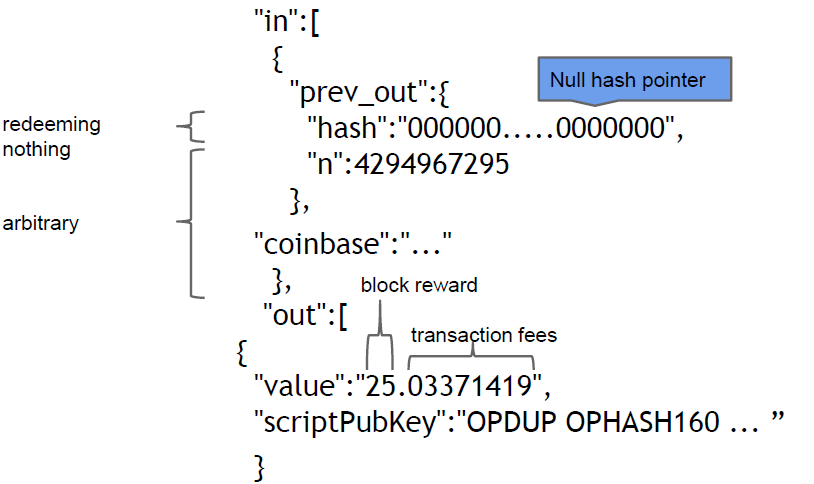 "in":[
{
Null hash pointer
"prev_out":{
redeeming
"hash":"000000.....0000000",
nothing
"n":4294967295
},
arbitrary
"coinbase":"..."
},
block reward
"out":[
transaction fees
{
"value":"25.03371419",
"scriptPubKey":"OPDUP OPHASH160 ... ”
}